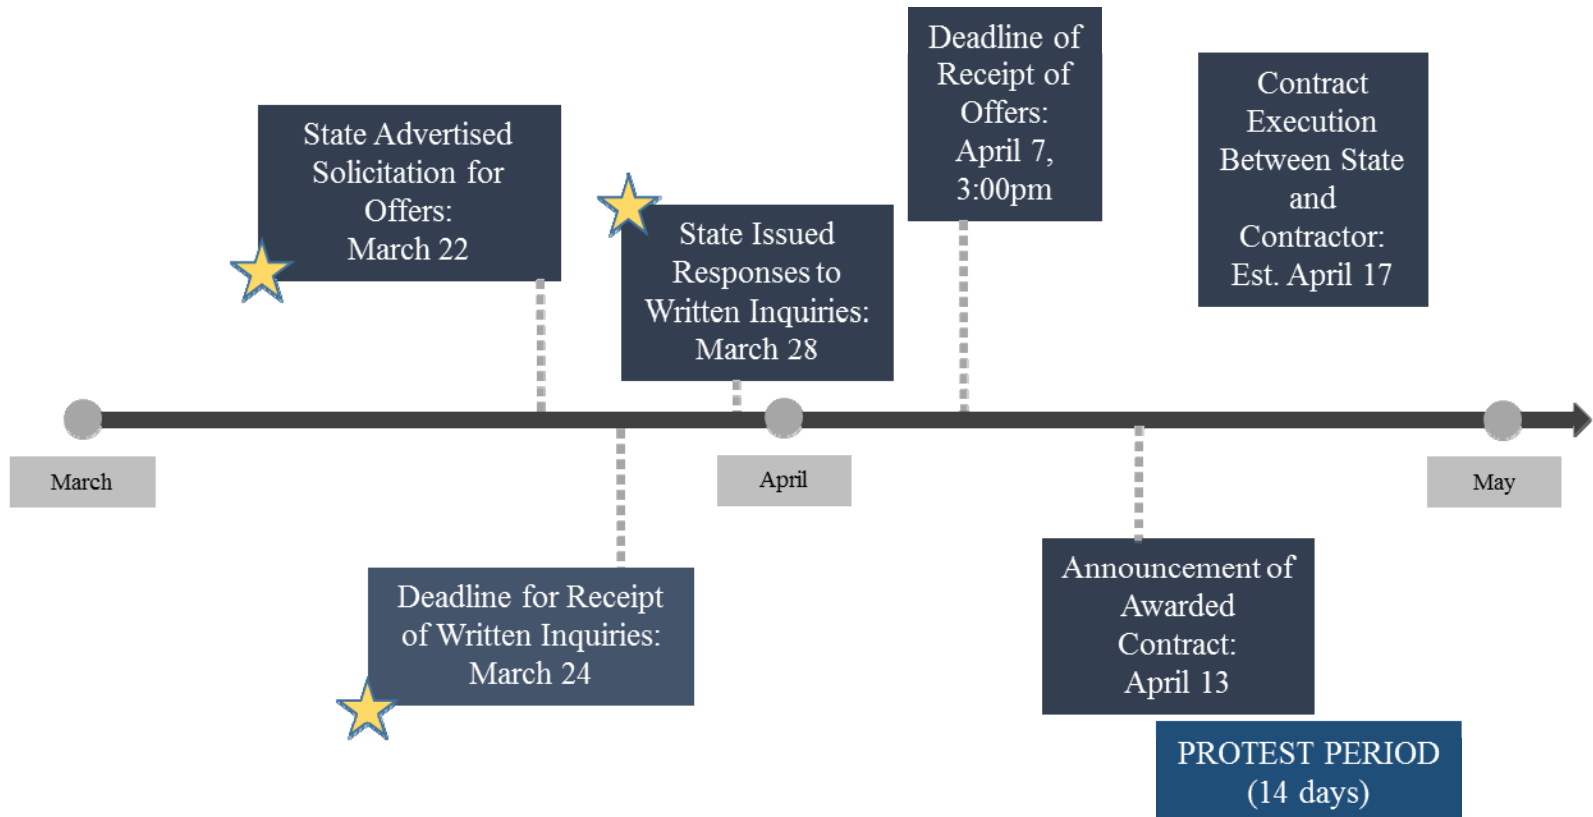 State Advertised
Solicitation for
Offers:
March 22
State Issued
Responses to
Written Inquiries:
March 28
Deadline of
Receipt of
Offers:
April 7,
3:00pm
Contract
Execution
Between State
and
Contractor:
Est. April 17
March
April
May
Deadline for Receipt
of Written Inquiries:
March 24
Announcement of
Awarded
Contract:
April 13
PROTEST PERIOD
(14 days)